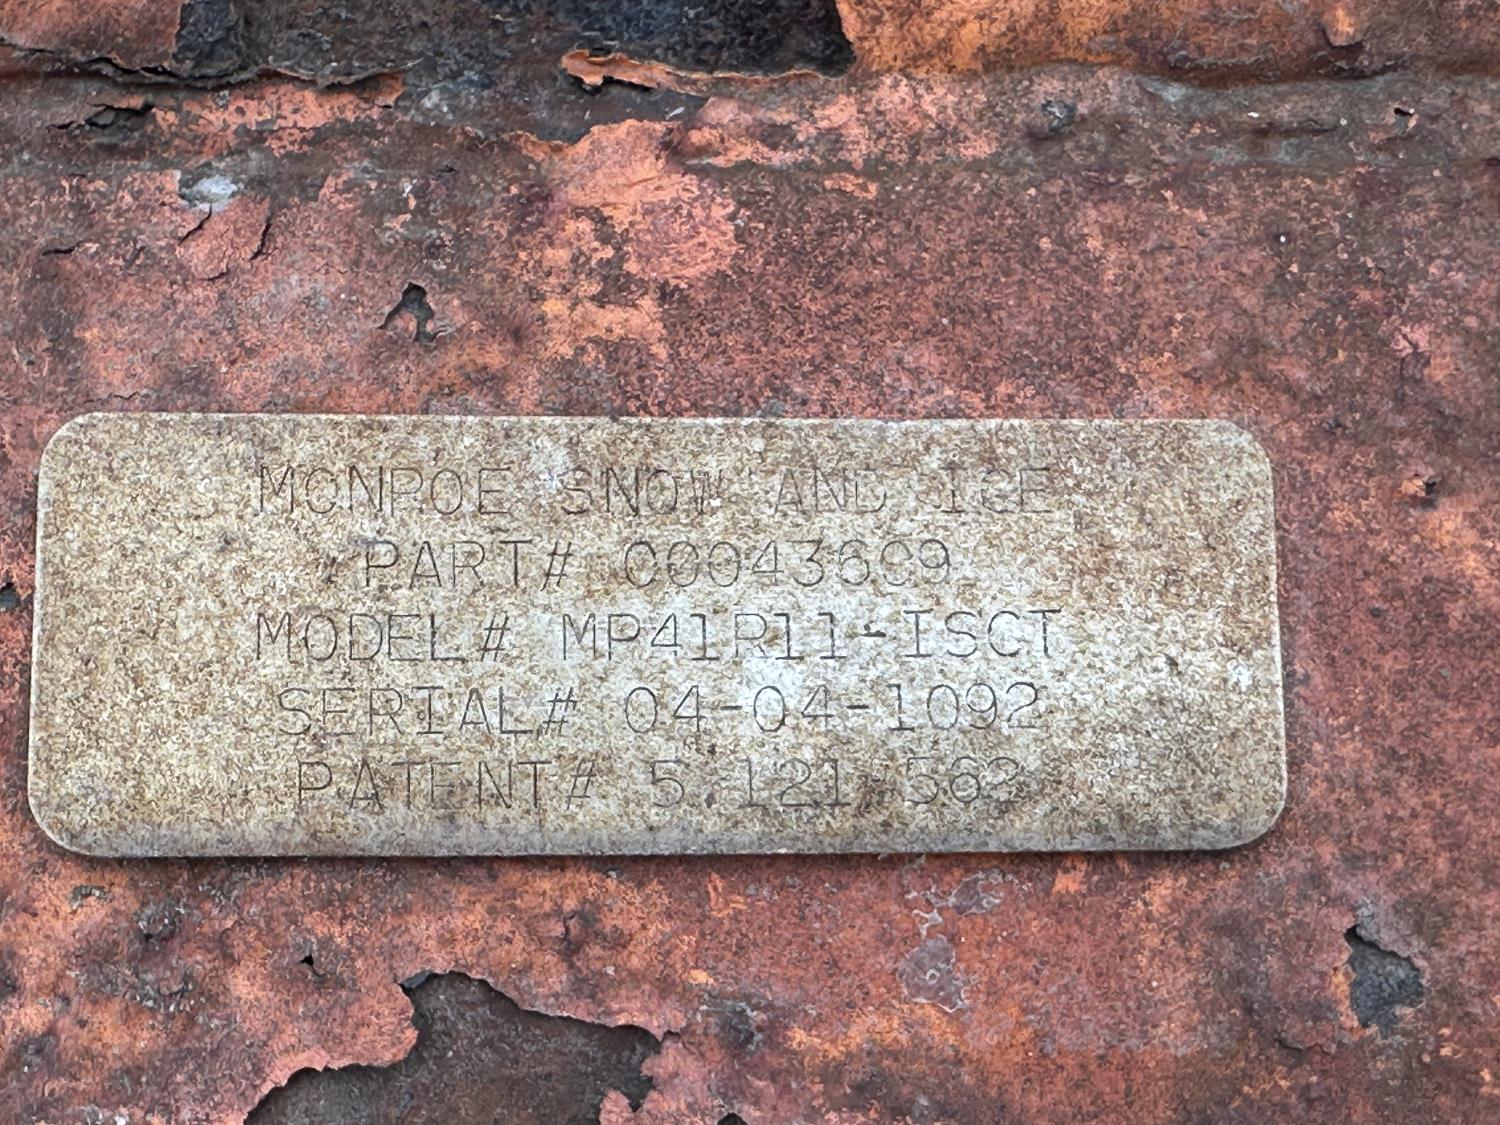 MONROE SNOW AND ICE
PART# 00043609
MODEL# MP41R11-ISCT
SERIAL# 04-04-1092
PATENT# 5,121,562